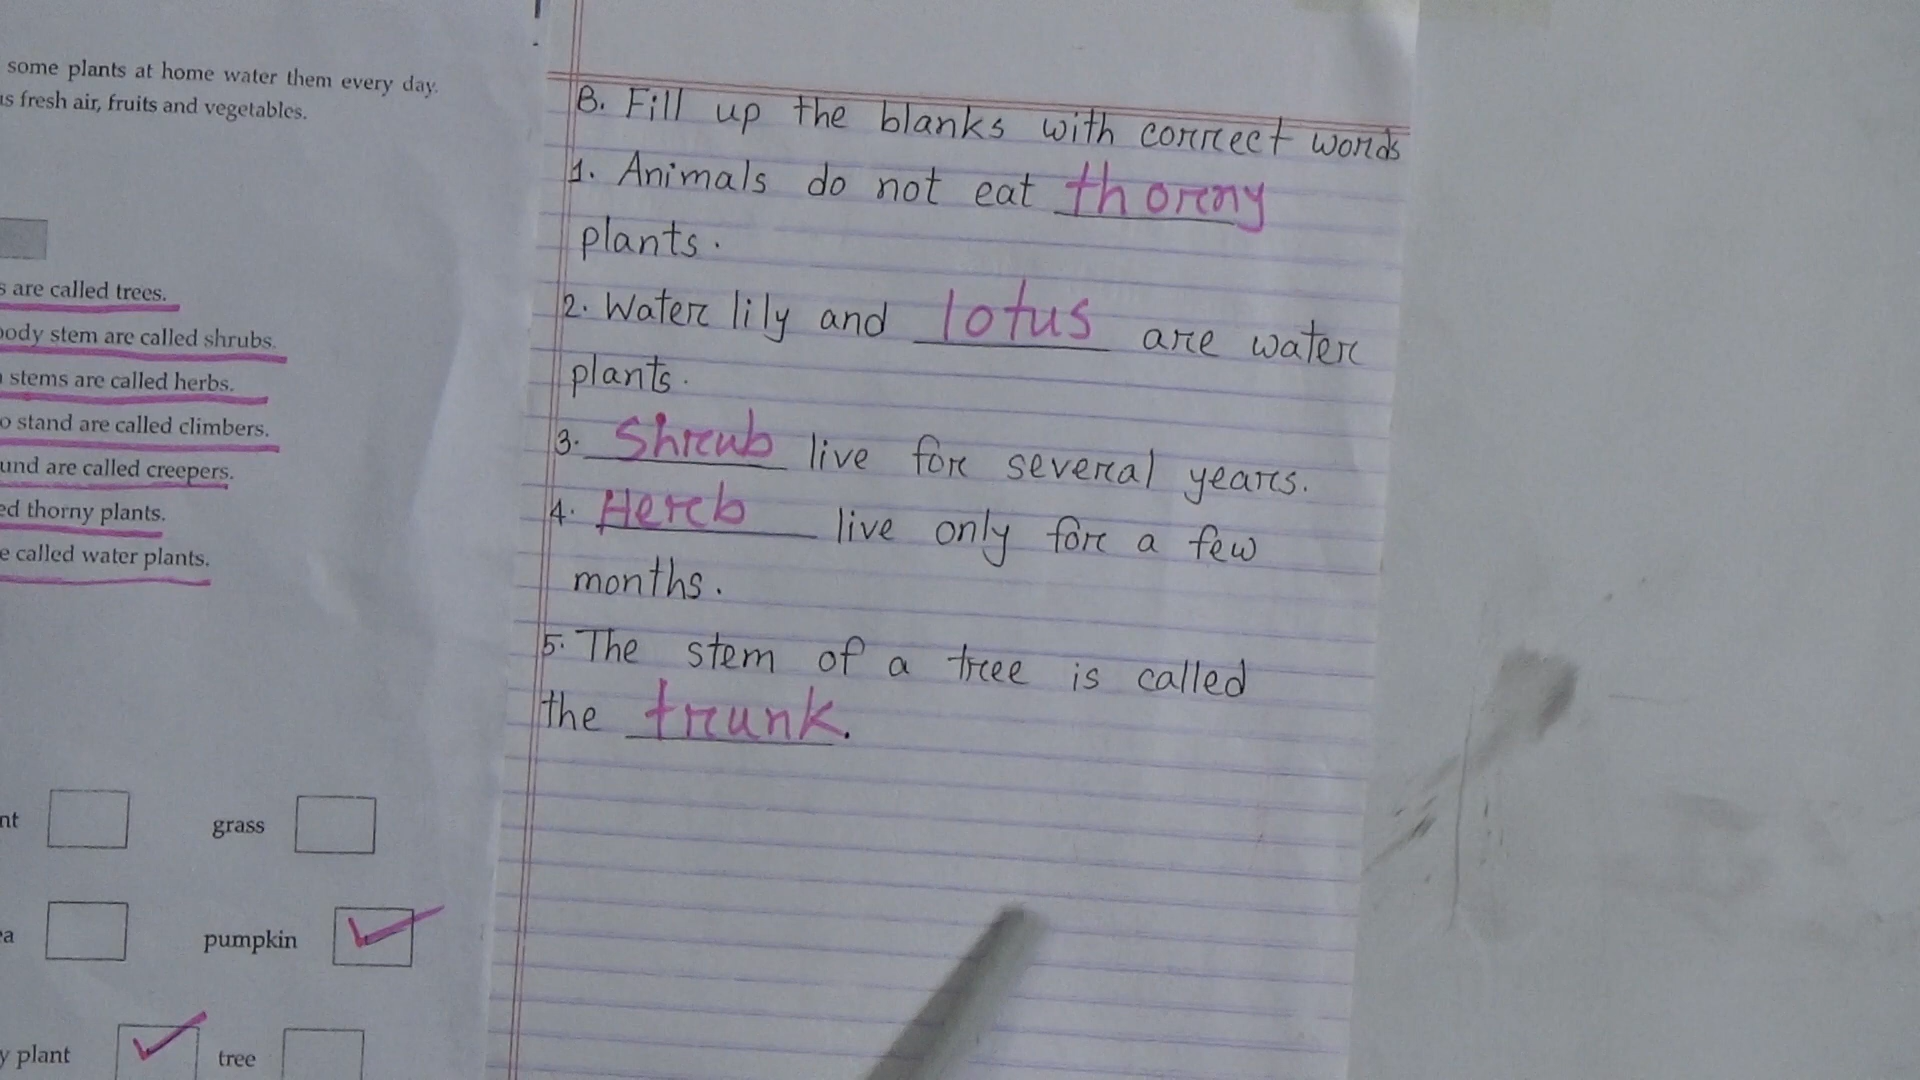 some plants at home water them every day.
us fresh air, fruits and vegetables.
s are called trees.
oody stem are called shrubs.
stems are called herbs.
o stand are called climbers.
und are called creepers.
ed thorny plants.
e called water plants.
nt
grass
ea
pumpkin
y plant
tree
B. Fill up the blanks with correct words
1. Animals do not eat thorny
plants.
2. Water lily and lotus are water
plants.
3. Shrub live for several years.
4. Herb live only for a few
months.
5. The stem of a tree is called
the trunk.